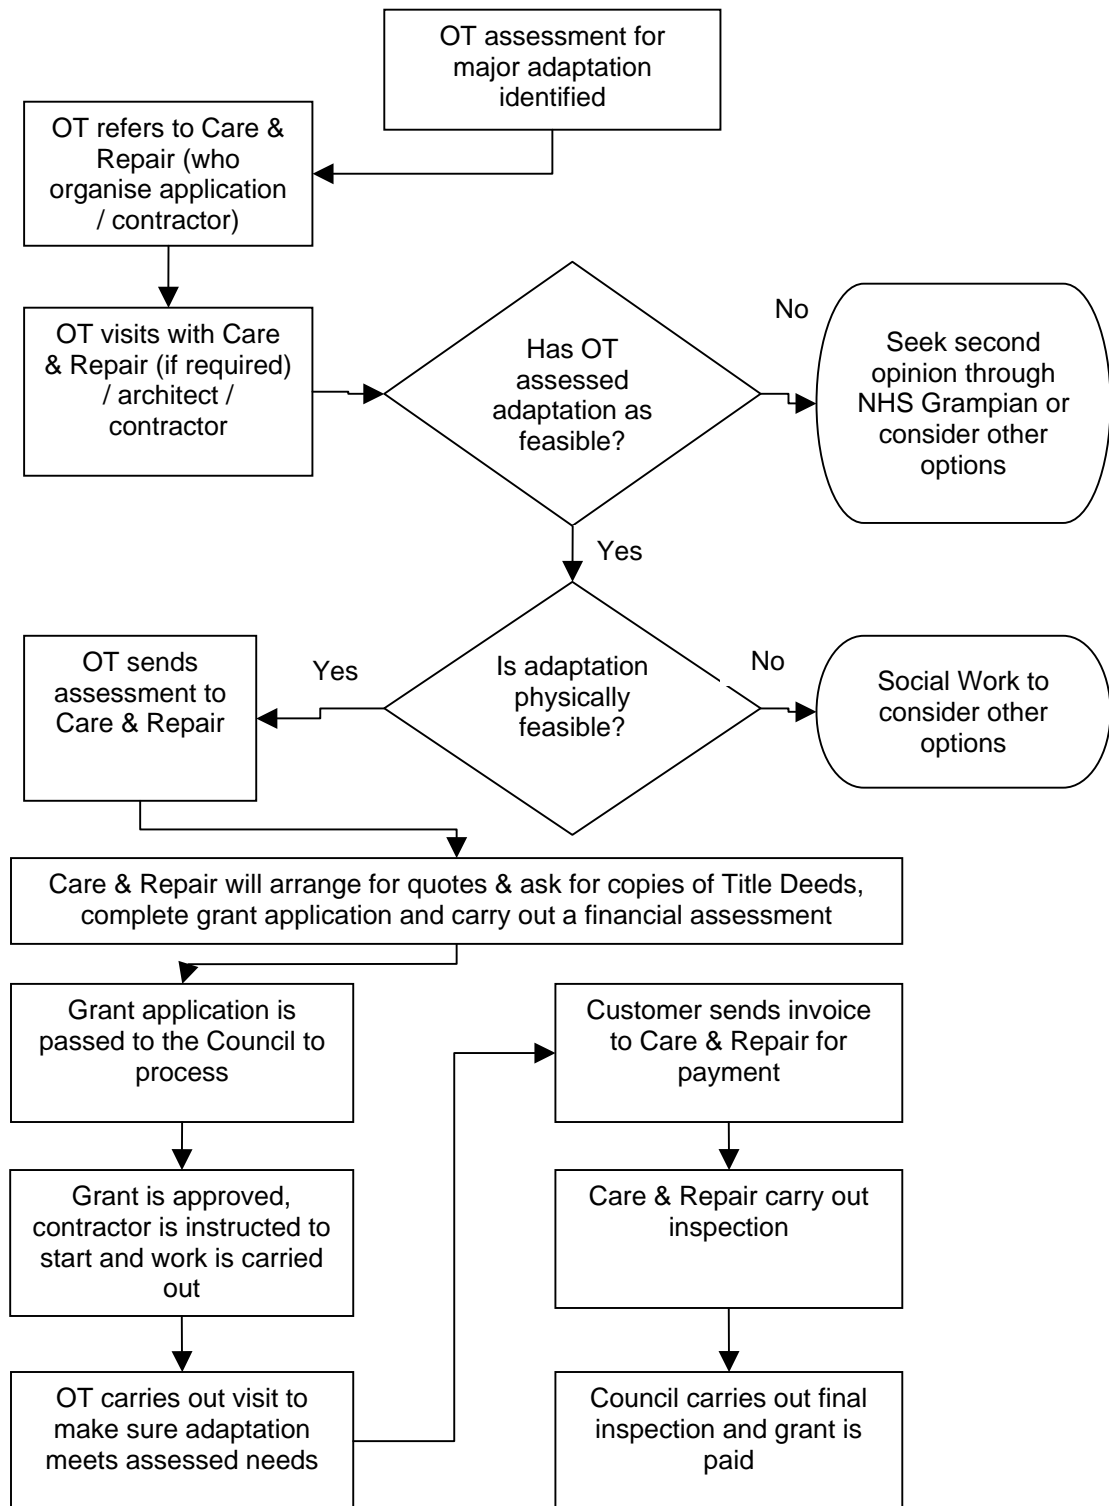 OT assessment for
major adaptation
identified
OT refers to Care &
Repair (who
organise application
/ contractor)
OT visits with Care
& Repair (if required)
/ architect /
contractor
Has OT
assessed
adaptation as
feasible?
No
Seek second
opinion through
NHS Grampian or
consider other
options
Yes
Is adaptation
physically
feasible?
Yes
No
OT sends
assessment to
Care & Repair
Social Work to
consider other
options
Care & Repair will arrange for quotes & ask for copies of Title Deeds,
complete grant application and carry out a financial assessment
Grant application is
passed to the Council to
process
Grant is approved,
contractor is instructed to
start and work is carried
out
OT carries out visit to
make sure adaptation
meets assessed needs
Customer sends invoice
to Care & Repair for
payment
Care & Repair carry out
inspection
Council carries out final
inspection and grant is
paid